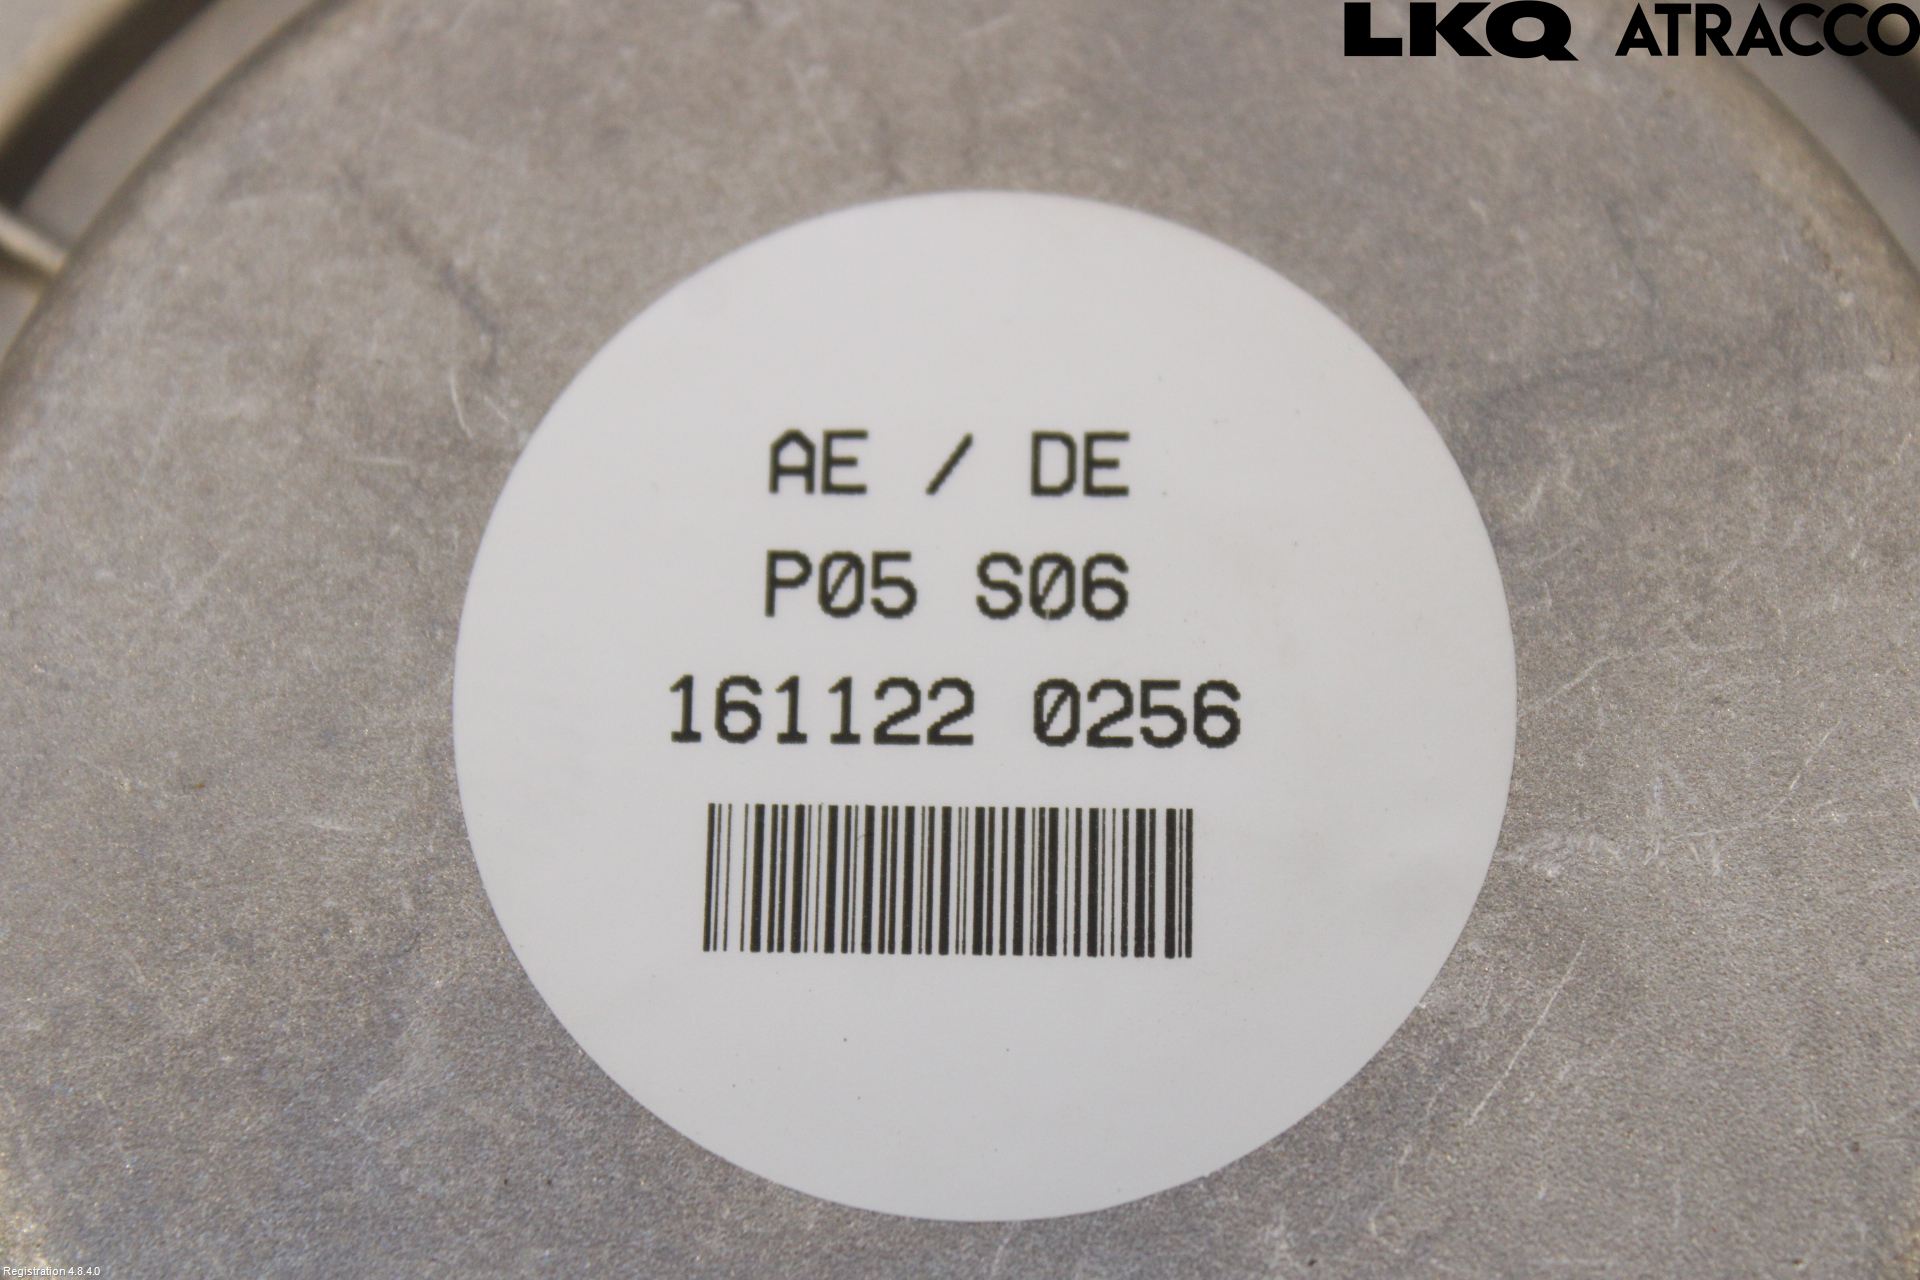 LKQ ATRACCO
AE / DE
P05 S06
161122 0256
Registration 4.8.4.0